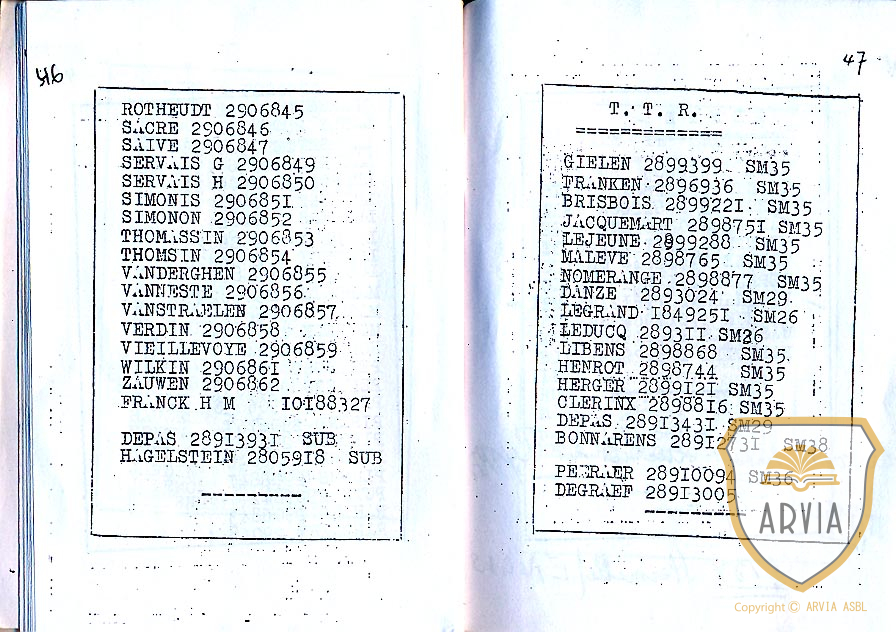 46
ROTHEUDT 2906845
SACRE 2906846
SAIVE 2906847
SERVAIS G 2906849
SERVAIS H 2906850
SIMONIS 2906851
SIMONON 2906852
THOMASSIN 2906853
THOMSIN 2906854
VANDERGHEN 2906855
VANNESTE 2906856
VANSTRAELEN 2906857
VERDIN 2906858
VIEILLEVOYE 2906859
WILKIN 2906861
ZAUWEN 2906862
FRANCK H M 10188327
DEPAS 28913931 SUB
HAGELSTEIN 2805918 SUB
47
T. T. R.
GIELEN 2899399 SM35
FRANKEN 2896936 SM35
BRISBOIS 2899221 SM35
JACQUEMART 2898751 SM35
LEJEUNE 2899288 SM35
MALEVE 2898765 SM35
NOMERANGE 2898877 SM35
DANZE 2893024 SM29
LEGRAND 1849251 SM26
LEDUCQ 289311 SM26
LIBENS 2898868 SM35
HENROT 2898744 SM35
HERGER 2899121 SM35
CLERINX 2898816 SM35
DEPAS 28913431 SM29
BONNARENS 28912731 SM38
PEERAER 28910094 SM36
DEGRAEF 28913005
ARVIA
Copyright © ARVIA ASBL